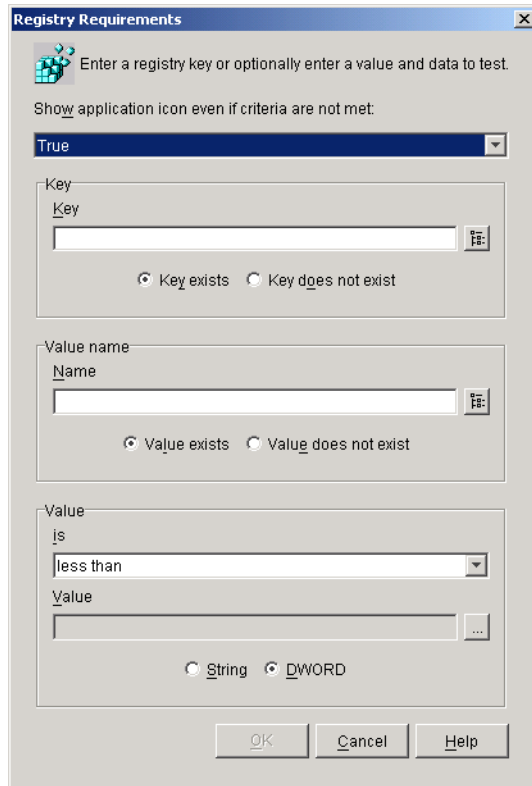 Registry Requirements
Enter a registry key or optionally enter a value and data to test.
Show application icon even if criteria are not met:
True
Key
Key
Key exists Key does not exist
Value name
Name
Value exists Value does not exist
Value
is
less than
Value
...
String DWORD
OK Cancel Help